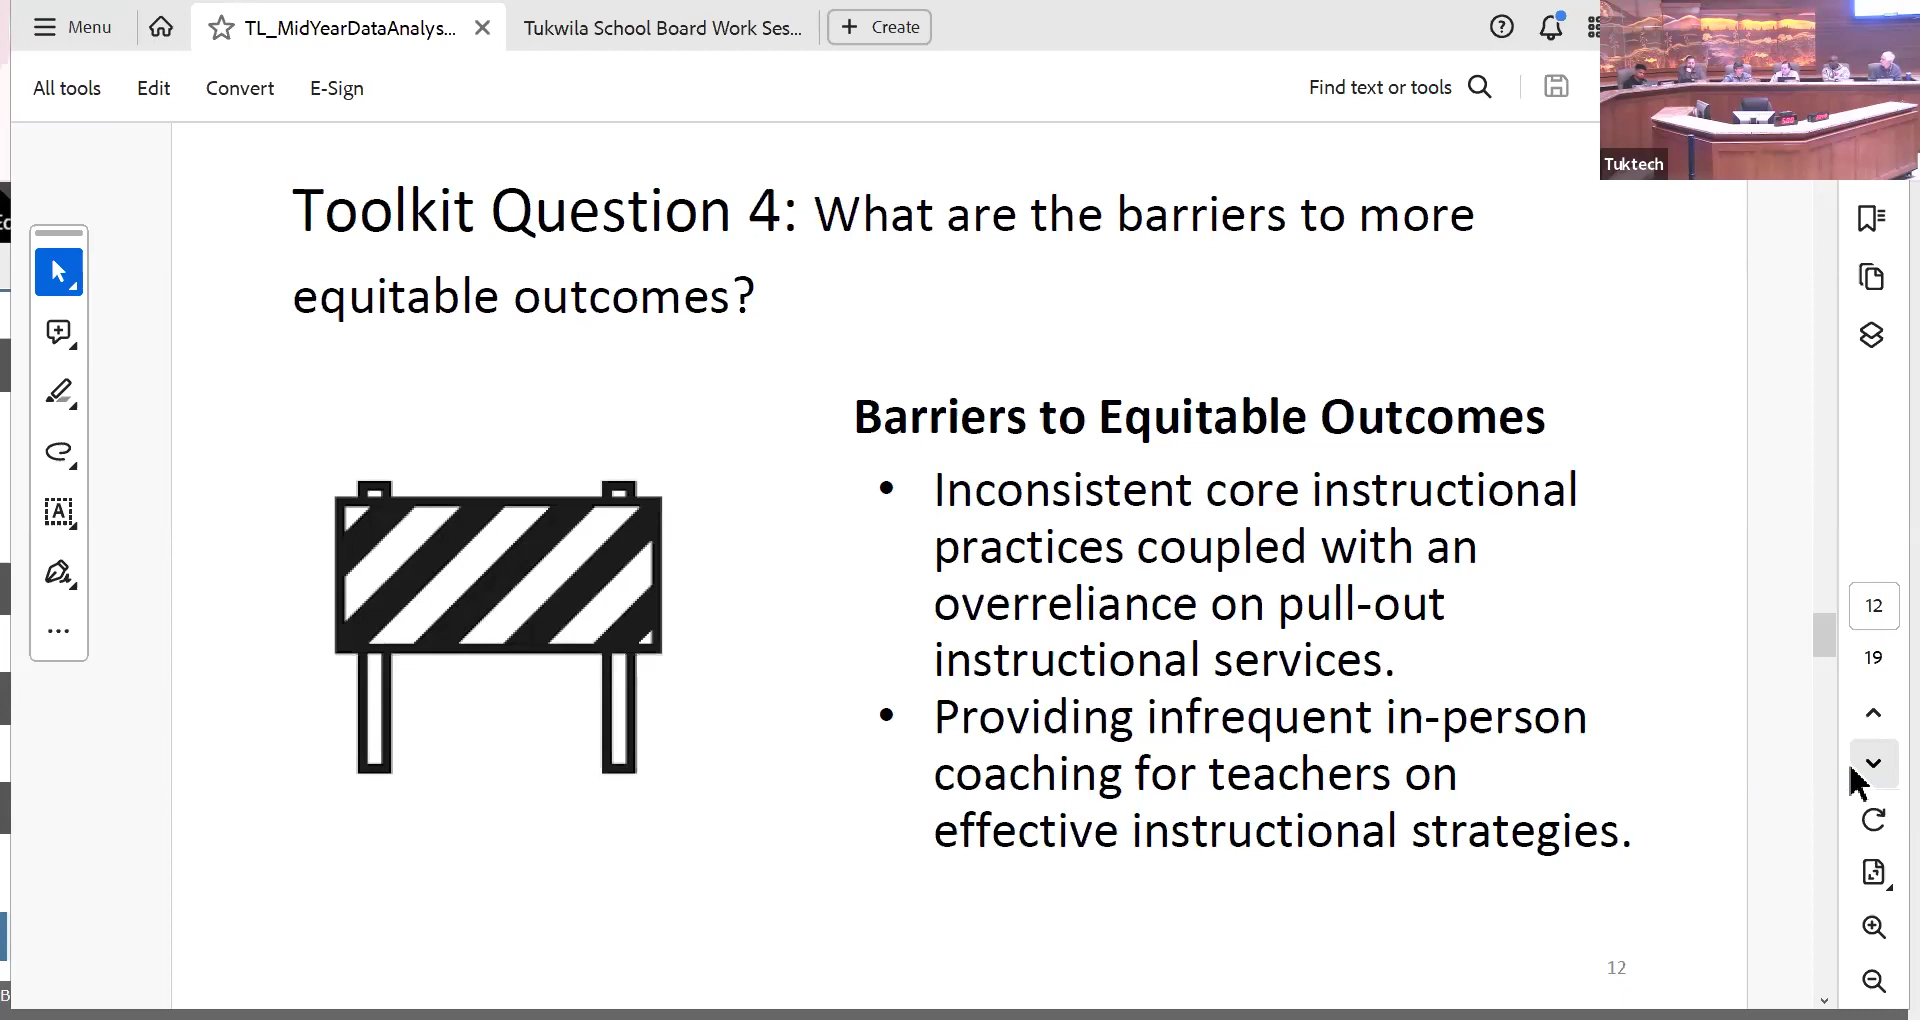 Menu
TL_MidYearDataAnalys...
Tukwila School Board Work Ses...
Create
All tools
Edit
Convert
E-Sign
Find text or tools
Tuktech
Toolkit Question 4: What are the barriers to more
equitable outcomes?
Barriers to Equitable Outcomes
• Inconsistent core instructional
practices coupled with an
overreliance on pull-out
instructional services.
• Providing infrequent in-person
coaching for teachers on
effective instructional strategies.
12
12
19
A
B